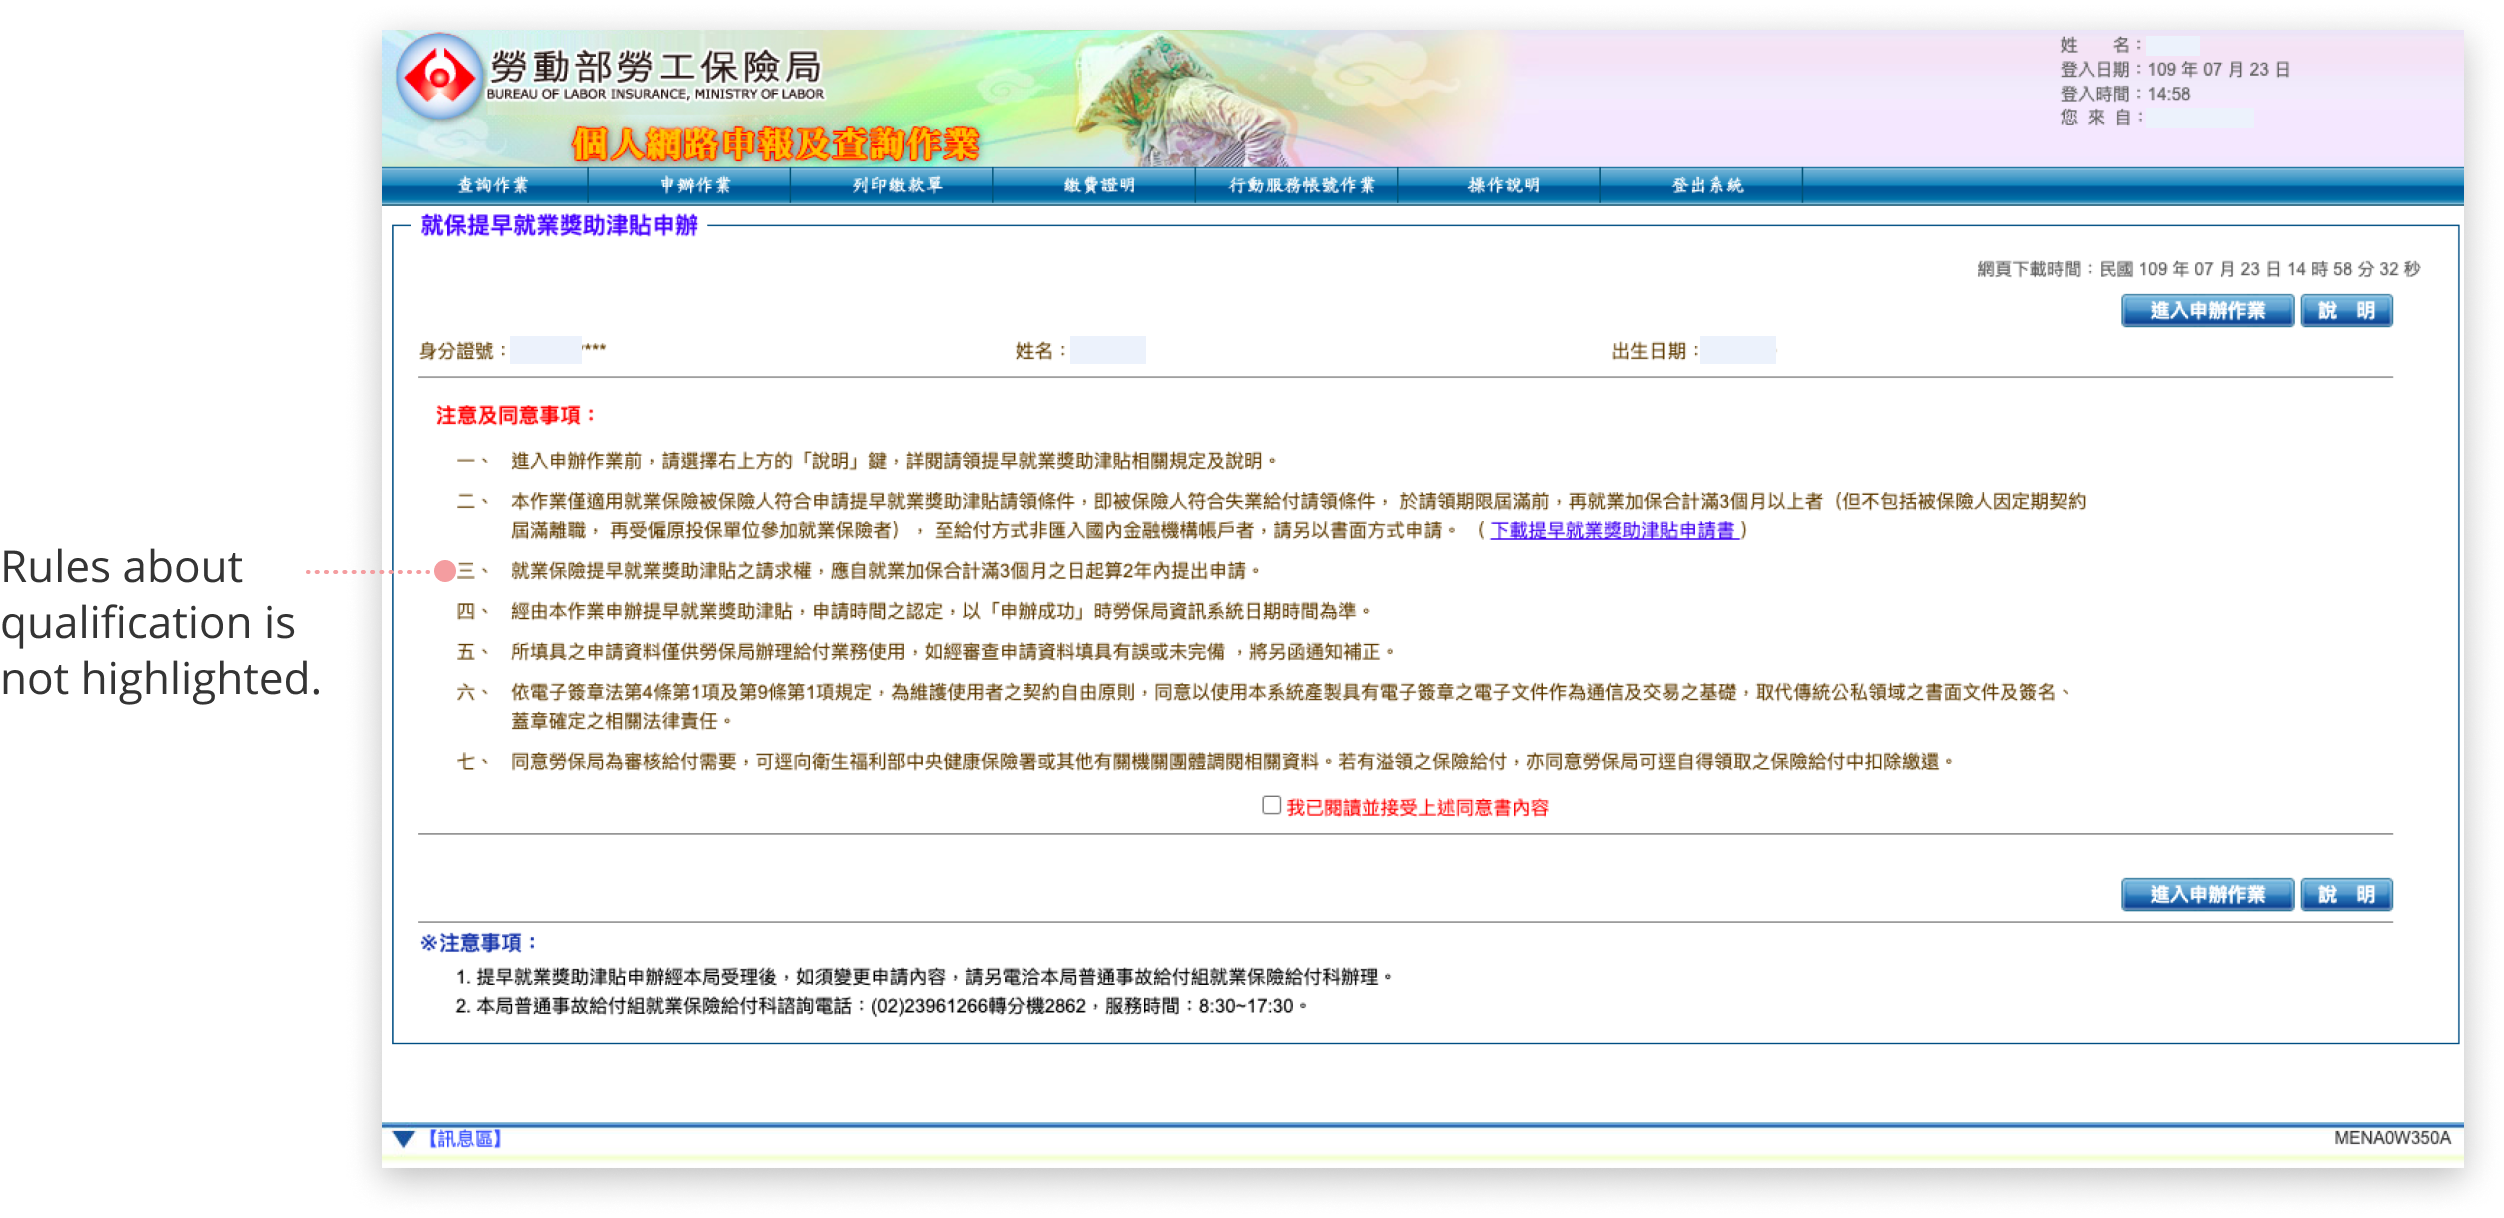 勞動部勞工保險局
BUREAU OF LABOR INSURANCE, MINISTRY OF LABOR
個人網路申報及查詢作業
姓 名：
登入日期：109 年 07 月 23 日
登入時間：14:58
您 來 自：
查詢作業 申辦作業 列印繳款單 繳費證明 行動服務帳號作業 操作說明 登出系統
就保提早就業獎助津貼申辦
網頁下載時間：民國 109 年 07 月 23 日 14 時 58 分 32 秒
進入申辦作業 說 明
身分證號： *** 姓名： 出生日期：
注意及同意事項：
一、 進入申辦作業前，請選擇右上方的「說明」鍵，詳閱請領提早就業獎助津貼相關規定及說明。
二、 本作業僅適用就業保險被保險人符合申請提早就業獎助津貼請領條件，即被保險人符合失業給付請領條件， 於請領期限屆滿前，再就業加保合計滿3個月以上者（但不包括被保險人因定期契約
屆滿離職， 再受僱原投保單位參加就業保險者）， 至給付方式非匯入國內金融機構帳戶者，請另以書面方式申請。 （ 下載提早就業獎助津貼申請書 ）
Rules about
qualification is
not highlighted.
三、 就業保險提早就業獎助津貼之請求權，應自就業加保合計滿3個月之日起算2年內提出申請。
四、 經由本作業申辦提早就業獎助津貼，申請時間之認定，以「申辦成功」時勞保局資訊系統日期時間為準。
五、 所填具之申請資料僅供勞保局辦理給付業務使用，如經審查申請資料填具有誤或未完備 ，將另函通知補正。
六、 依電子簽章法第4條第1項及第9條第1項規定，為維護使用者之契約自由原則，同意以使用本系統產製具有電子簽章之電子文件作為通信及交易之基礎，取代傳統公私領域之書面文件及簽名、
蓋章確定之相關法律責任。
七、 同意勞保局為審核給付需要，可逕向衛生福利部中央健康保險署或其他有關機關團體調閱相關資料。若有溢領之保險給付，亦同意勞保局可逕自得領取之保險給付中扣除繳還。
我已閱讀並接受上述同意書內容
進入申辦作業 說 明
※注意事項：
1. 提早就業獎助津貼申辦經本局受理後，如須變更申請內容，請另電洽本局普通事故給付組就業保險給付科辦理。
2. 本局普通事故給付組就業保險給付科諮詢電話：(02)23961266轉分機2862，服務時間：8:30~17:30。
【訊息區】 MENA0W350A